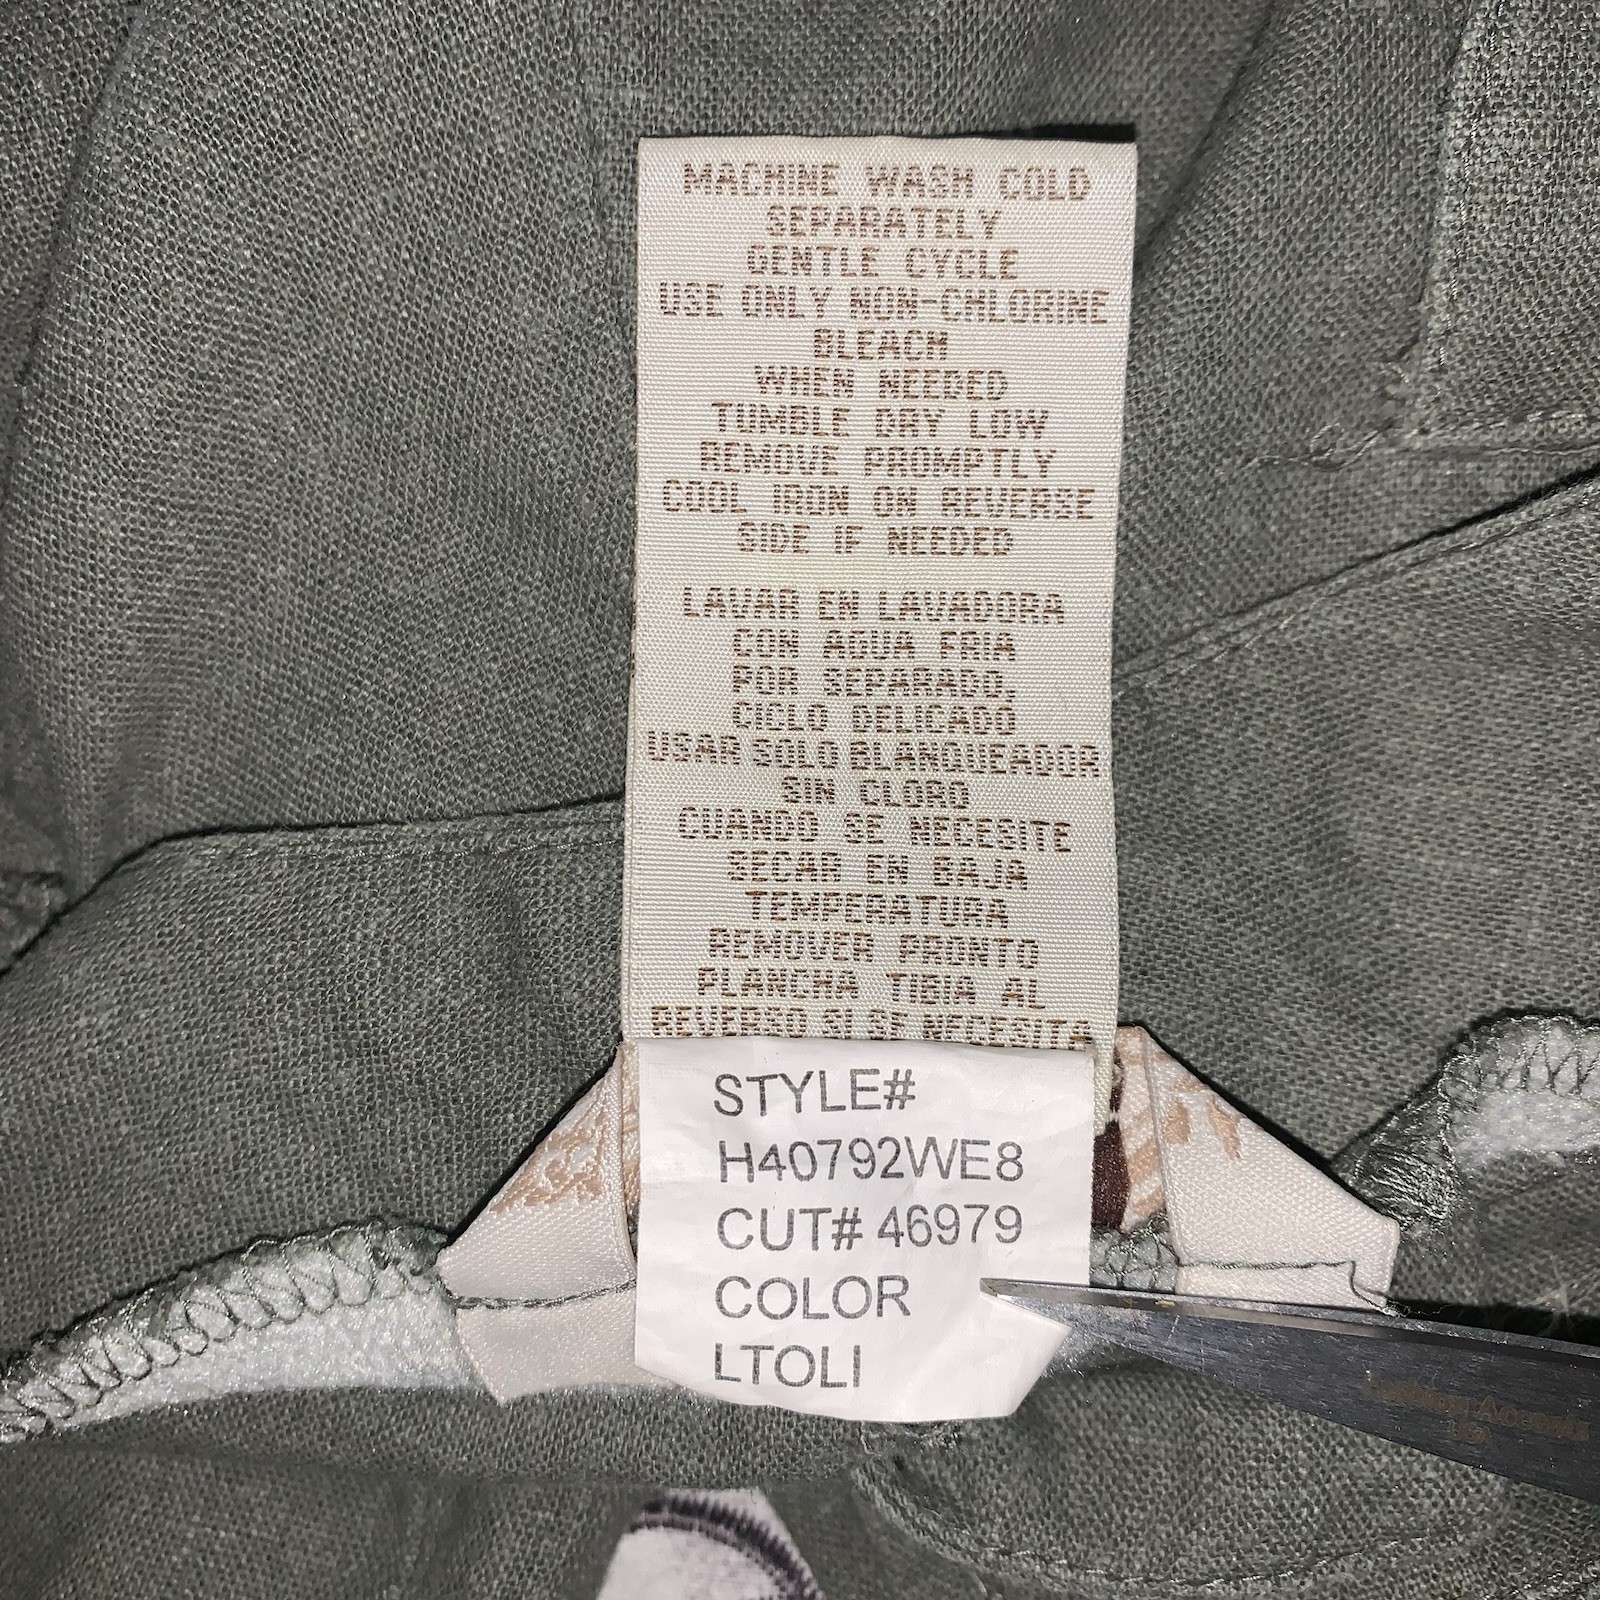 MACHINE WASH COLD
SEPARATELY
GENTLE CYCLE
USE ONLY NON-CHLORINE
BLEACH
WHEN NEEDED
TUMBLE DRY LOW
REMOVE PROMPTLY
COOL IRON ON REVERSE
SIDE IF NEEDED
LAVAR EN LAVADORA
CON AGUA FRIA
POR SEPARADO,
CICLO DELICADO
USAR SOLO BLANQUEADOR
SIN CLORO
CUANDO SE NECESITE
SECAR EN BAJA
TEMPERATURA
REMOVER PRONTO
PLANCHA TIBIA AL
REVERSO SI SE NECESITA
STYLE#
H40792WE8
CUT# 46979
COLOR
LTOLI